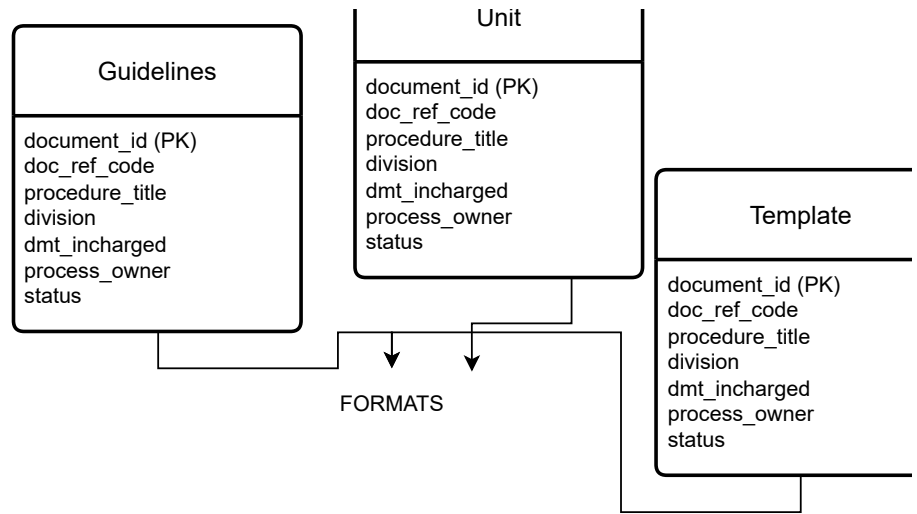 Guidelines
document_id (PK)
doc_ref_code
procedure_title
division
dmt_incharged
process_owner
status
Unit
document_id (PK)
doc_ref_code
procedure_title
division
dmt_incharged
process_owner
status
Template
document_id (PK)
doc_ref_code
procedure_title
division
dmt_incharged
process_owner
status
FORMATS